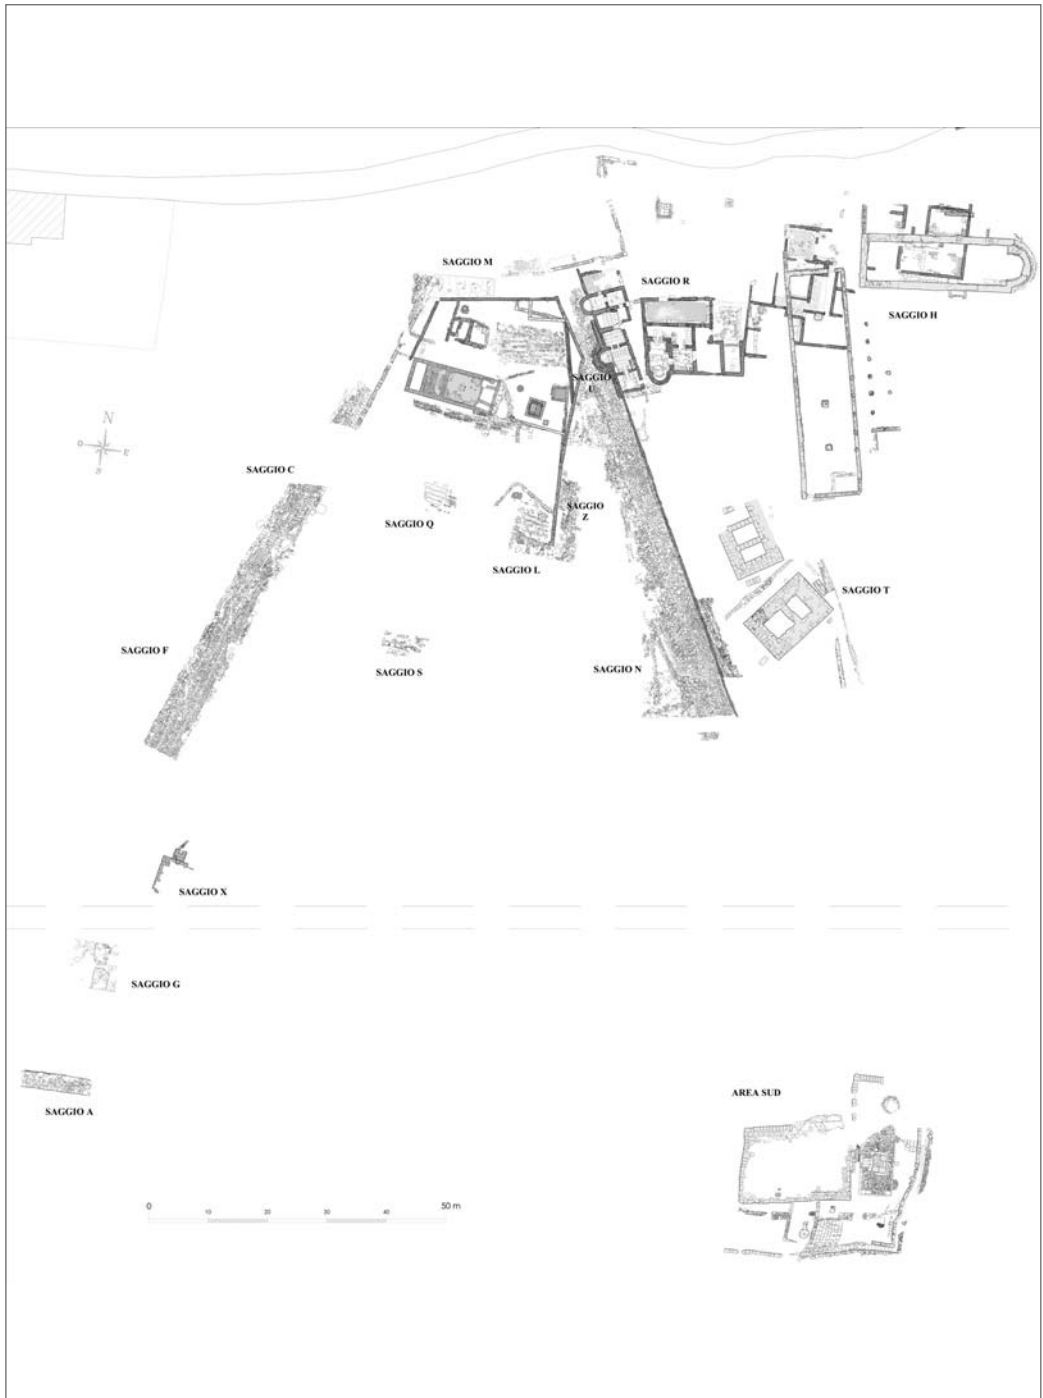 SAGGIO M
SAGGIO R
SAGGIO H
SAGGIO
U
N
O
E
S
SAGGIO C
SAGGIO Q
SAGGIO
Z
SAGGIO L
SAGGIO T
SAGGIO F
SAGGIO S
SAGGIO N
SAGGIO X
SAGGIO G
SAGGIO A
AREA SUD
0
50 m
10
20
30
40